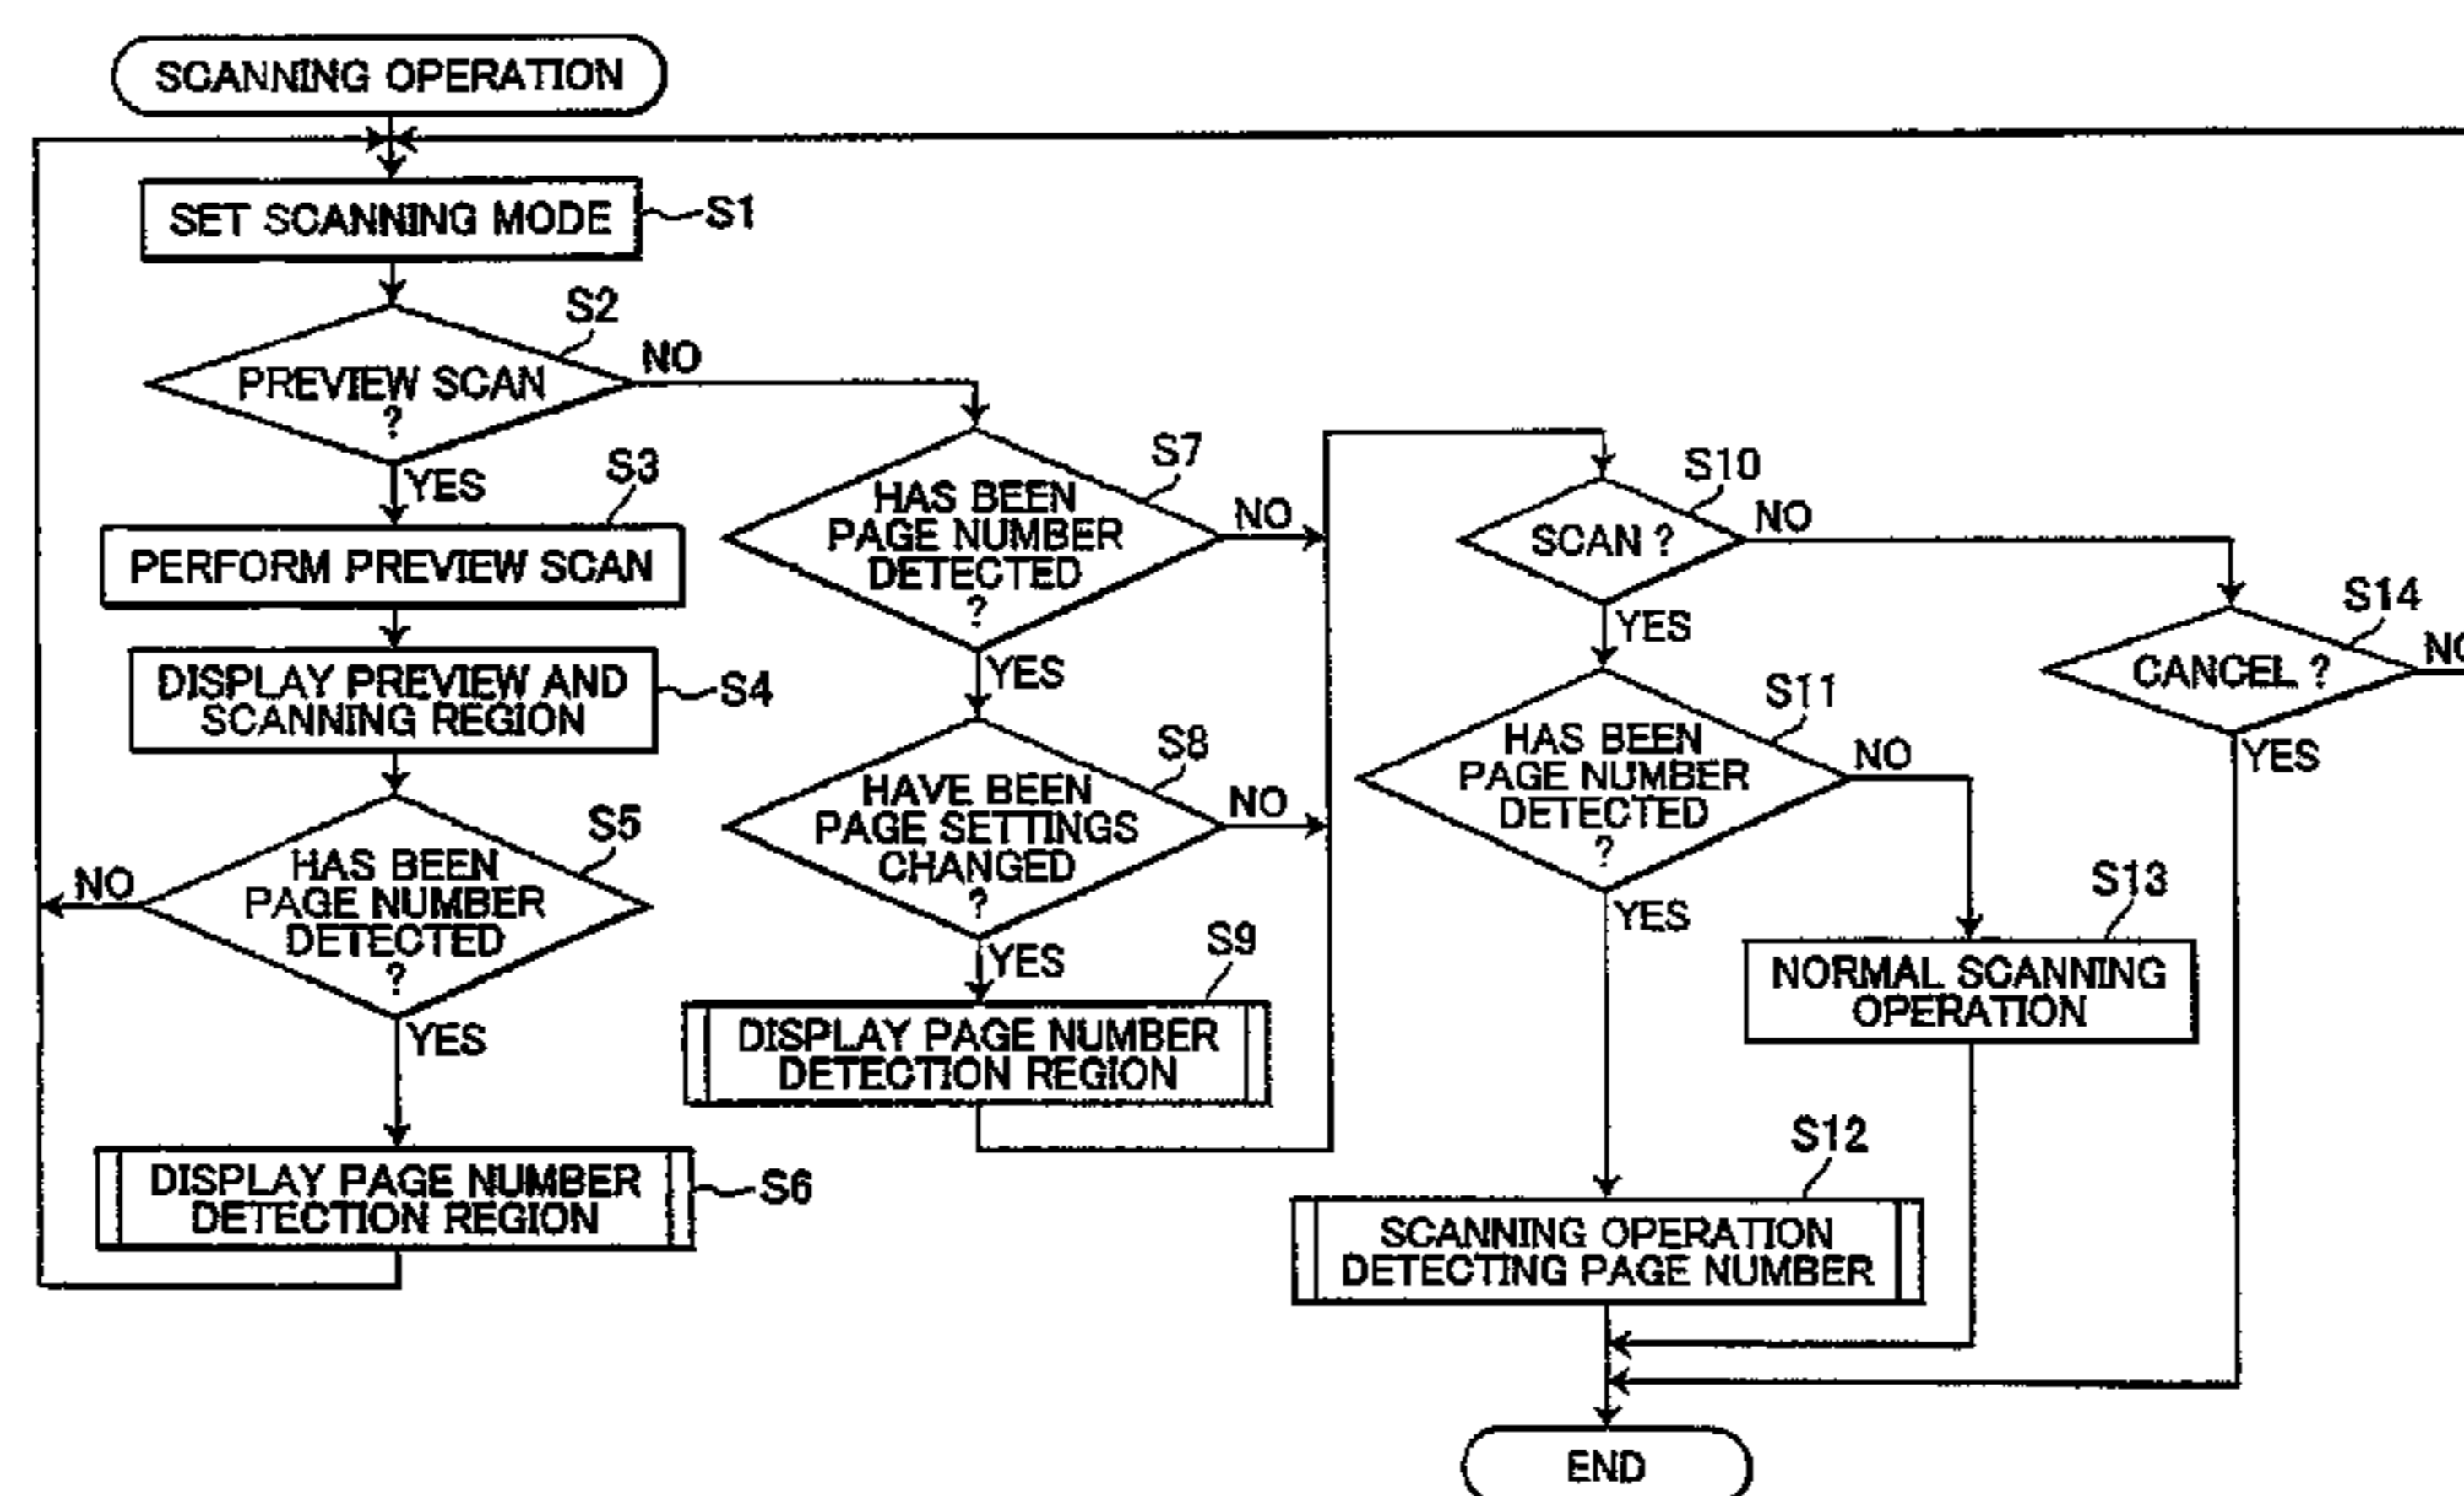 SCANNING OPERATION
SET SCANNING MODE
S1
S2
PREVIEW SCAN
?
NO
YES
S3
PERFORM PREVIEW SCAN
DISPLAY PREVIEW AND
SCANNING REGION
S4
S5
HAS BEEN
PAGE NUMBER
DETECTED
?
NO
YES
DISPLAY PAGE NUMBER
DETECTION REGION
S6
S7
HAS BEEN
PAGE NUMBER
DETECTED
?
NO
YES
S8
HAVE BEEN
PAGE SETTINGS
CHANGED
?
NO
YES
S9
DISPLAY PAGE NUMBER
DETECTION REGION
S10
SCAN ?
NO
YES
S11
HAS BEEN
PAGE NUMBER
DETECTED
?
NO
YES
S13
NORMAL SCANNING
OPERATION
S12
SCANNING OPERATION
DETECTING PAGE NUMBER
S14
CANCEL ?
NO
YES
END